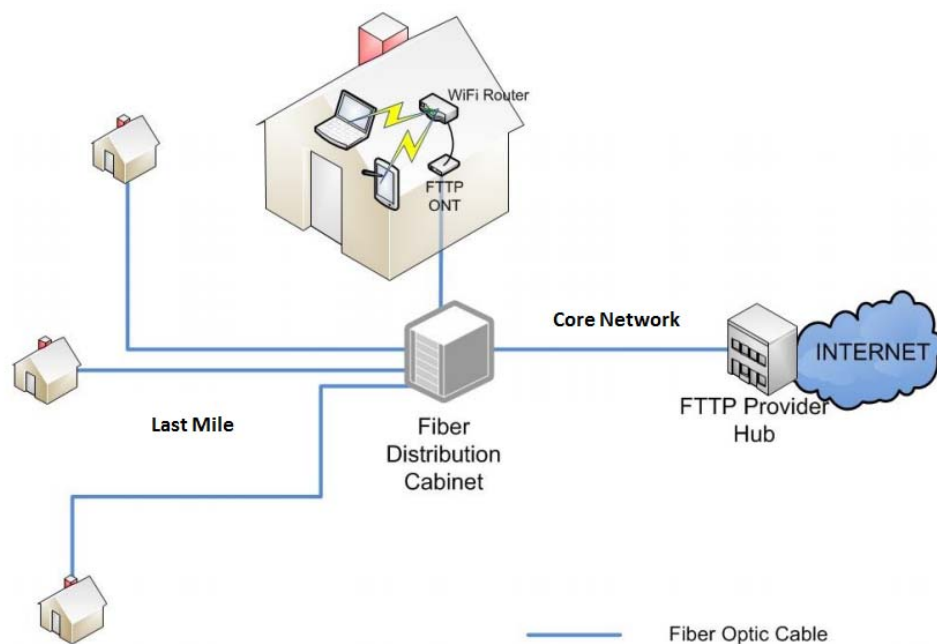 WiFi Router
FTTP
ONT
Core Network
INTERNET
FTTP Provider
Hub
Last Mile
Fiber
Distribution
Cabinet
Fiber Optic Cable